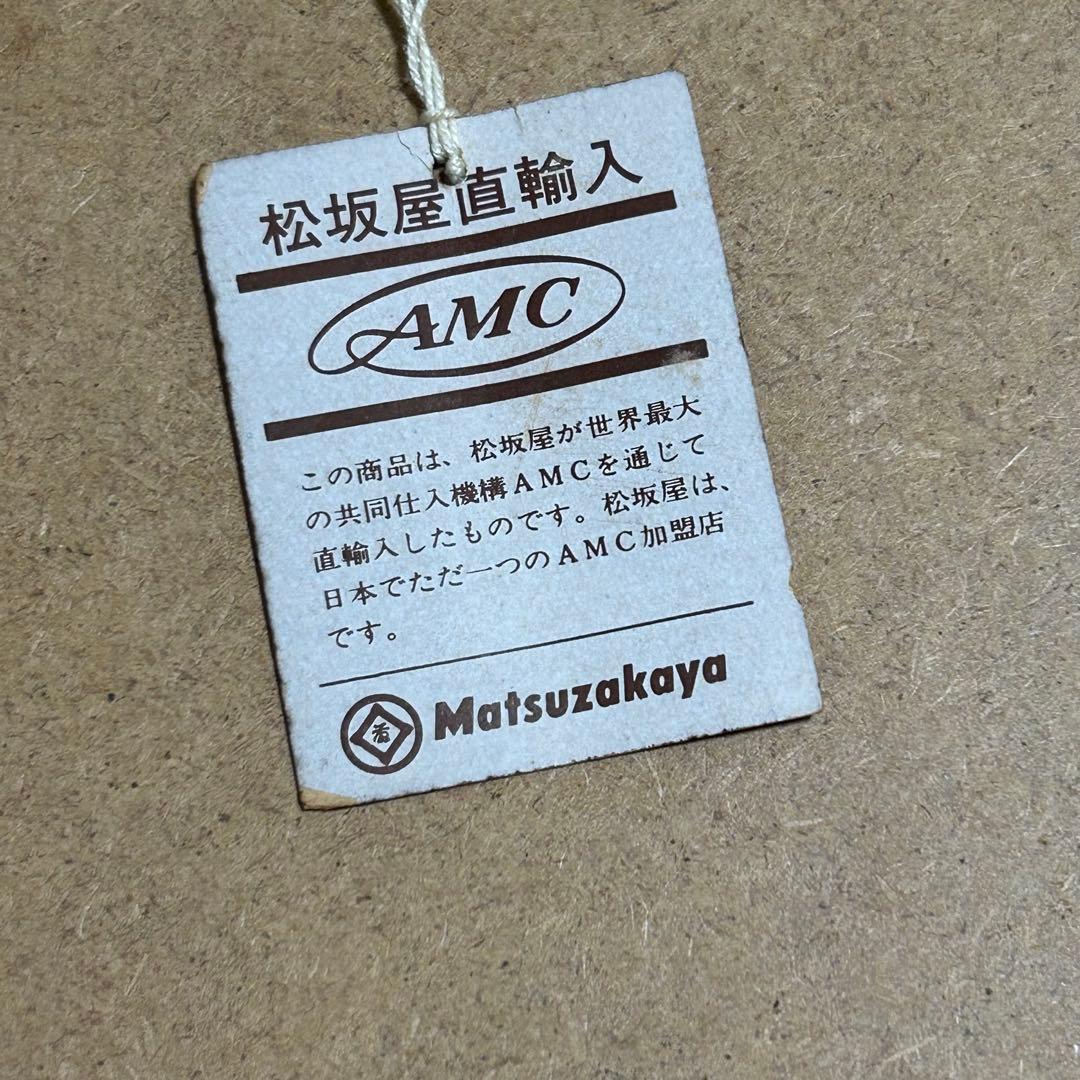 松坂屋直輸入
AMC
この商品は、松坂屋が世界最大
の共同仕入機構AMCを通じて
直輸入したものです。松坂屋は、
日本でただ一つのAMC加盟店
です。
Matsuzakaya